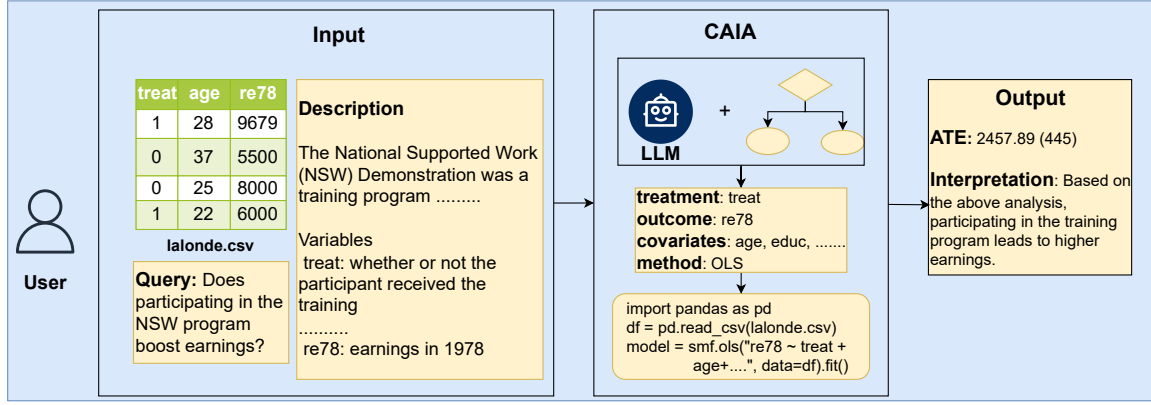 Input
treat age re78
1 28 9679
0 37 5500
0 25 8000
1 22 6000
lalonde.csv
Query: Does
participating in the
NSW program
boost earnings?
Description
The National Supported Work
(NSW) Demonstration was a
training program .........
Variables
treat: whether or not the
participant received the
training
..........
re78: earnings in 1978
User
CAIA
LLM
+
treatment: treat
outcome: re78
covariates: age, educ, .......
method: OLS
import pandas as pd
df = pd.read_csv(lalonde.csv)
model = smf.ols("re78 ~ treat +
age+....", data=df).fit()
Output
ATE: 2457.89 (445)
Interpretation: Based on
the above analysis,
participating in the training
program leads to higher
earnings.